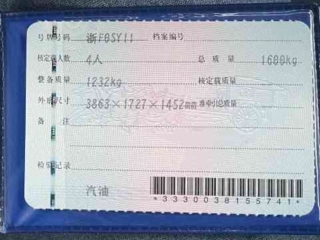 号牌号码 浙F0SY11 档案编号
核定载人数 4人 总质量 1600kg
整备质量 1232kg 核定载质量
外廓尺寸 3863×1727×1452mm 准牵引总质量
备注
检验记录
汽油
*3330038155741*